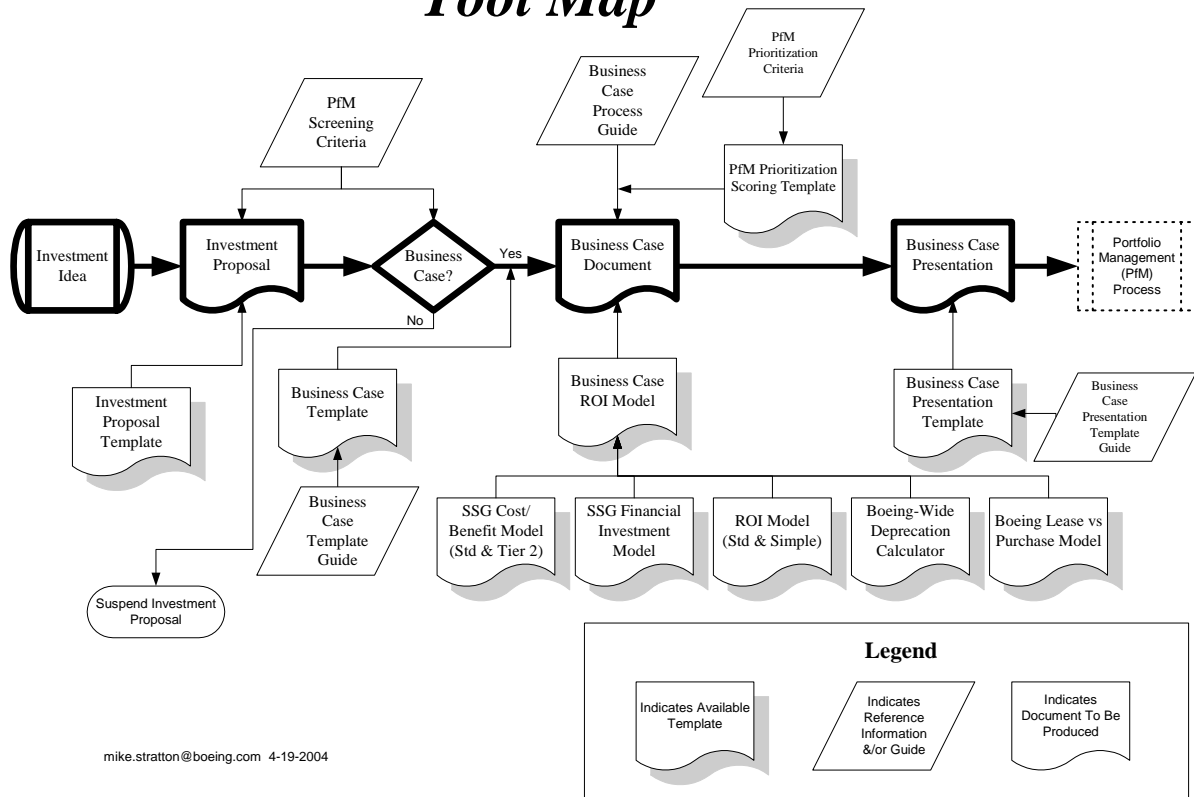 Tool Map
PfM
Prioritization
Criteria
Business
Case
Process
Guide
PfM
Screening
Criteria
PfM Prioritization
Scoring Template
Investment
Idea
Investment
Proposal
Business
Case?
Yes
No
Business Case
Document
Business Case
Presentation
Portfolio
Management
(PfM)
Process
Investment
Proposal
Template
Business Case
Template
Business Case
ROI Model
Business Case
Presentation
Template
Business
Case
Presentation
Template
Guide
Business
Case
Template
Guide
SSG Cost/
Benefit Model
(Std & Tier 2)
SSG Financial
Investment
Model
ROI Model
(Std & Simple)
Boeing-Wide
Deprecation
Calculator
Boeing Lease vs
Purchase Model
Suspend Investment
Proposal
Legend
Indicates Available
Template
Indicates
Reference
Information
&/or Guide
Indicates
Document To Be
Produced
mike.stratton@boeing.com 4-19-2004